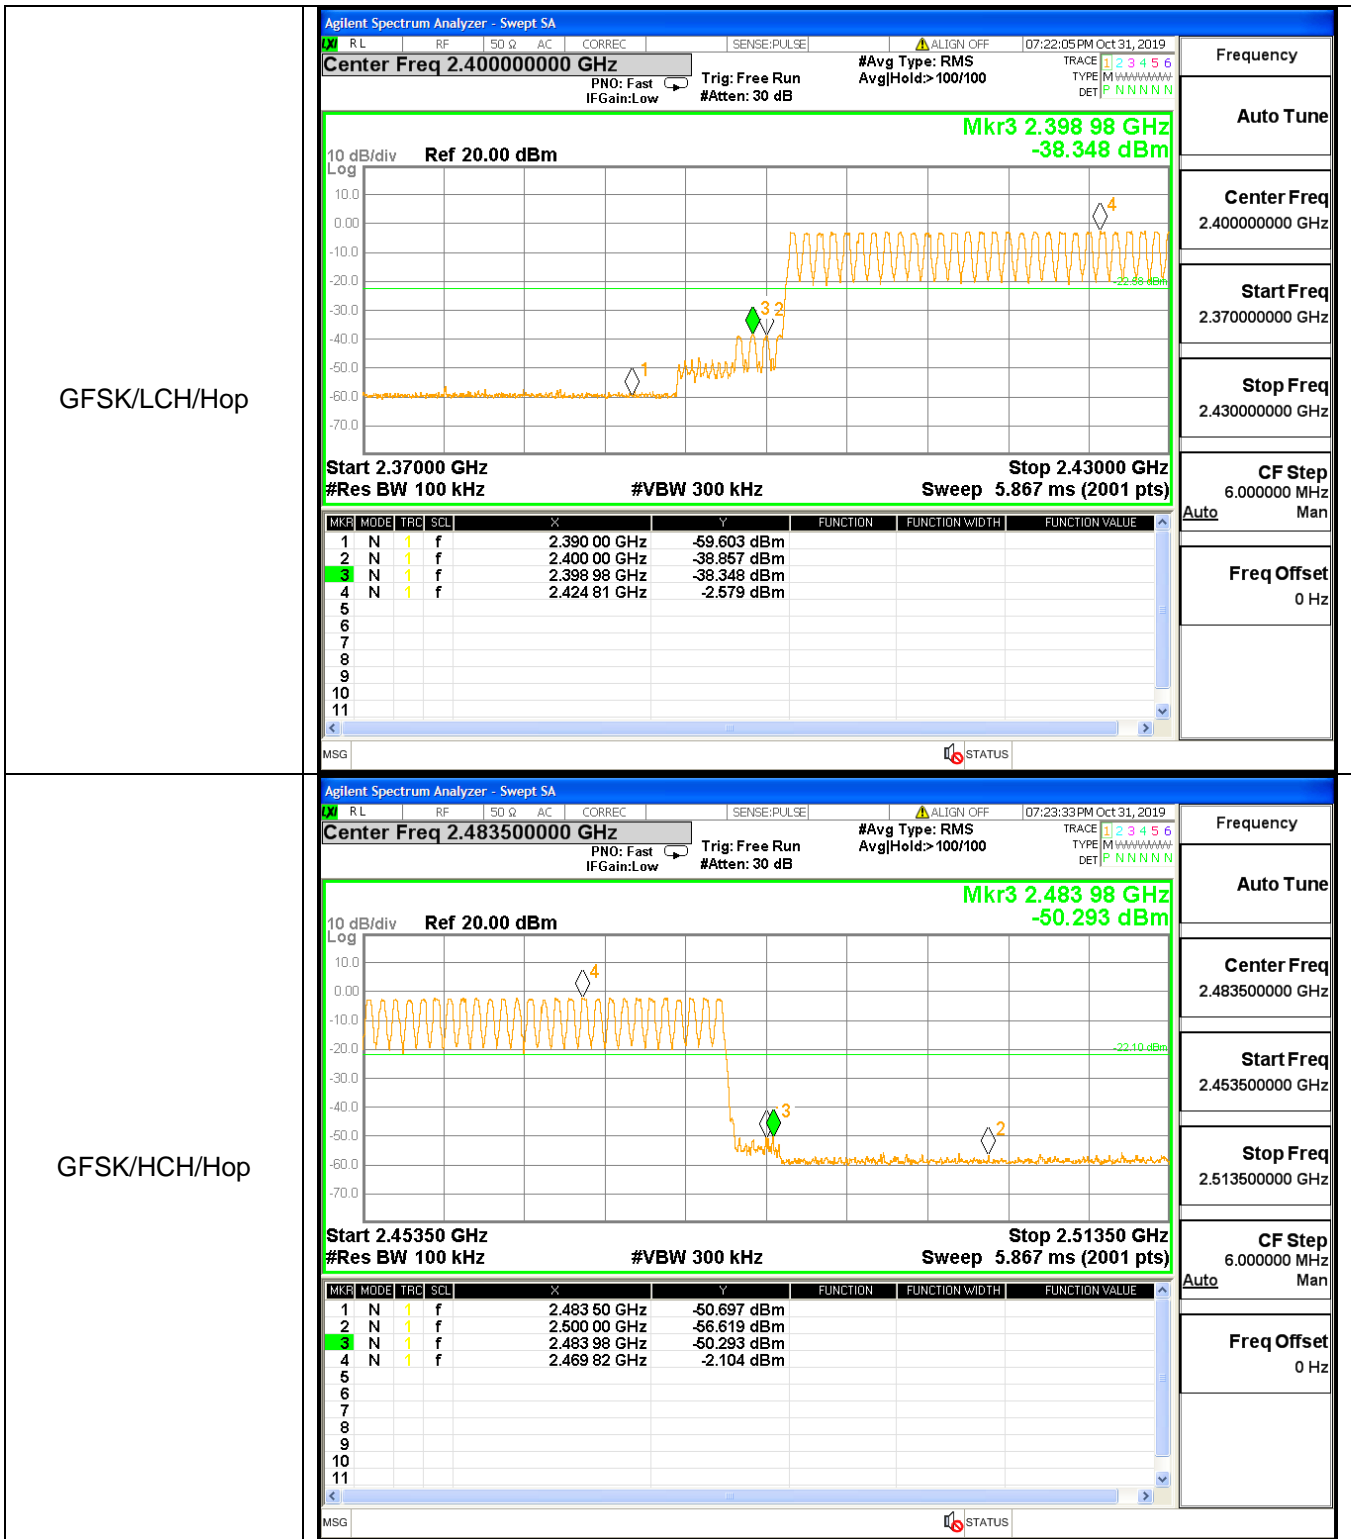 GFSK/LCH/Hop
Agilent Spectrum Analyzer - Swept SA
LXI RL RF 50 Ω AC CORREC SENSE:PULSE ALIGN OFF 07:22:05 PM Oct 31, 2019
Center Freq 2.400000000 GHz
PNO: Fast
IFGain:Low
Trig: Free Run
#Atten: 30 dB
#Avg Type: RMS
Avg|Hold:>100/100
TRACE 1 2 3 4 5 6
TYPE M WWWWW
DET P N N N N N
Mkr3 2.398 98 GHz
-38.348 dBm
10 dB/div Ref 20.00 dBm
Log
10.0
0.00
-10.0
-20.0
-30.0
-40.0
-50.0
-60.0
-70.0
4
-22.58 dBm
3 2
1
Start 2.37000 GHz Stop 2.43000 GHz
#Res BW 100 kHz #VBW 300 kHz Sweep 5.867 ms (2001 pts)
MKR MODE TRC SCL X Y FUNCTION FUNCTION WIDTH FUNCTION VALUE
1 N 1 f 2.390 00 GHz -59.603 dBm
2 N 1 f 2.400 00 GHz -38.857 dBm
3 N 1 f 2.398 98 GHz -38.348 dBm
4 N 1 f 2.424 81 GHz -2.579 dBm
5
6
7
8
9
10
11
MSG STATUS
Frequency
Auto Tune
Center Freq
2.400000000 GHz
Start Freq
2.370000000 GHz
Stop Freq
2.430000000 GHz
CF Step
6.000000 MHz
Auto Man
Freq Offset
0 Hz
GFSK/HCH/Hop
Agilent Spectrum Analyzer - Swept SA
LXI RL RF 50 Ω AC CORREC SENSE:PULSE ALIGN OFF 07:23:33 PM Oct 31, 2019
Center Freq 2.483500000 GHz
PNO: Fast
IFGain:Low
Trig: Free Run
#Atten: 30 dB
#Avg Type: RMS
Avg|Hold:>100/100
TRACE 1 2 3 4 5 6
TYPE M WWWWW
DET P N N N N N
Mkr3 2.483 98 GHz
-50.293 dBm
10 dB/div Ref 20.00 dBm
Log
10.0
0.00
-10.0
-20.0
-30.0
-40.0
-50.0
-60.0
-70.0
4
-22.10 dBm
3
2
Start 2.45350 GHz Stop 2.51350 GHz
#Res BW 100 kHz #VBW 300 kHz Sweep 5.867 ms (2001 pts)
MKR MODE TRC SCL X Y FUNCTION FUNCTION WIDTH FUNCTION VALUE
1 N 1 f 2.483 50 GHz -50.697 dBm
2 N 1 f 2.500 00 GHz -56.619 dBm
3 N 1 f 2.483 98 GHz -50.293 dBm
4 N 1 f 2.469 82 GHz -2.104 dBm
5
6
7
8
9
10
11
MSG STATUS
Frequency
Auto Tune
Center Freq
2.483500000 GHz
Start Freq
2.453500000 GHz
Stop Freq
2.513500000 GHz
CF Step
6.000000 MHz
Auto Man
Freq Offset
0 Hz